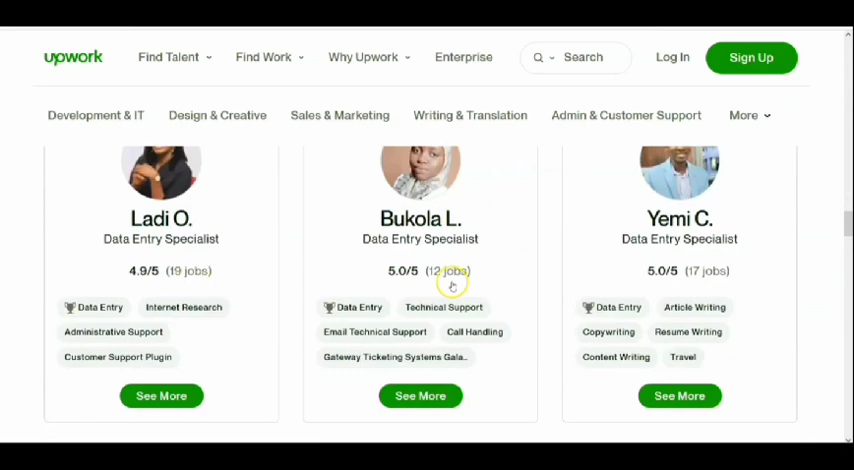 upwork Find Talent Find Work Why Upwork Enterprise Search Log In Sign Up
Development & IT Design & Creative Sales & Marketing Writing & Translation Admin & Customer Support More
Ladi O.
Data Entry Specialist
4.9/5 (19 jobs)
Data Entry Internet Research
Administrative Support
Customer Support Plugin
See More
Bukola L.
Data Entry Specialist
5.0/5 (12 jobs)
Data Entry Technical Support
Email Technical Support Call Handling
Gateway Ticketing Systems Gala..
See More
Yemi C.
Data Entry Specialist
5.0/5 (17 jobs)
Data Entry Article Writing
Copywriting Resume Writing
Content Writing Travel
See More